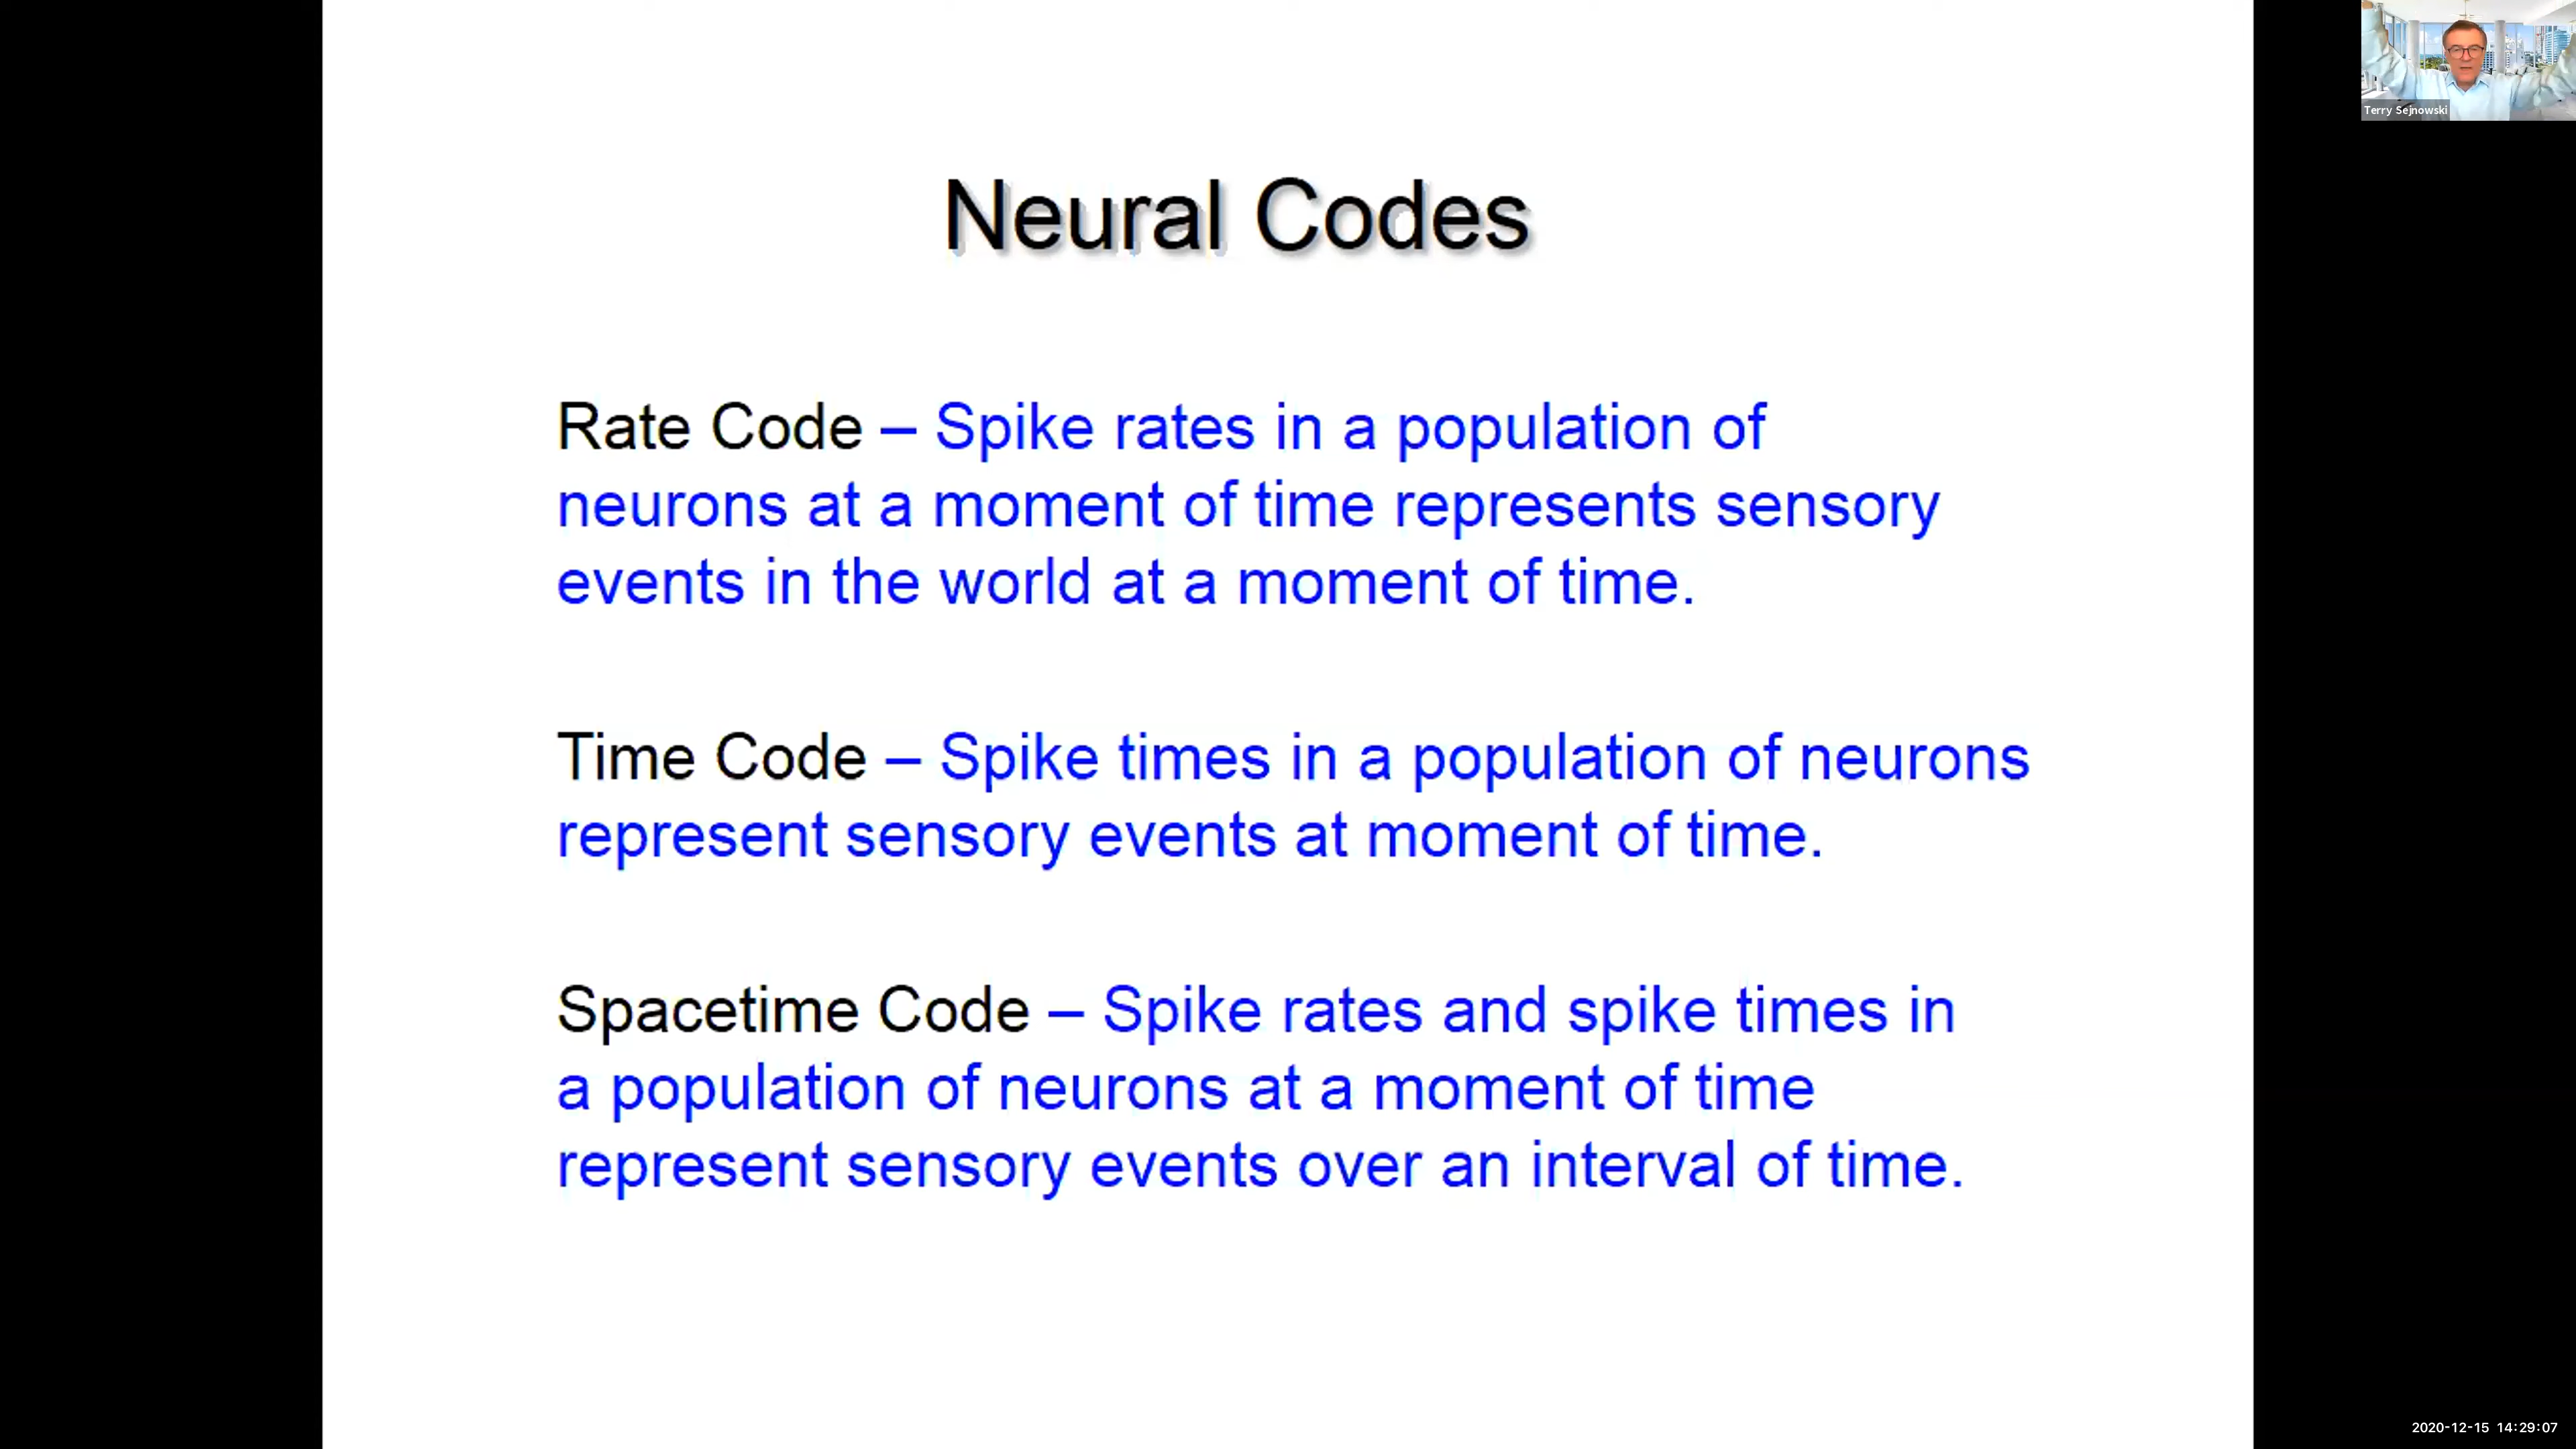 Terry Sejnowski
Neural Codes
Rate Code – Spike rates in a population of
neurons at a moment of time represents sensory
events in the world at a moment of time.
Time Code – Spike times in a population of neurons
represent sensory events at moment of time.
Spacetime Code – Spike rates and spike times in
a population of neurons at a moment of time
represent sensory events over an interval of time.
2020-12-15 14:29:07